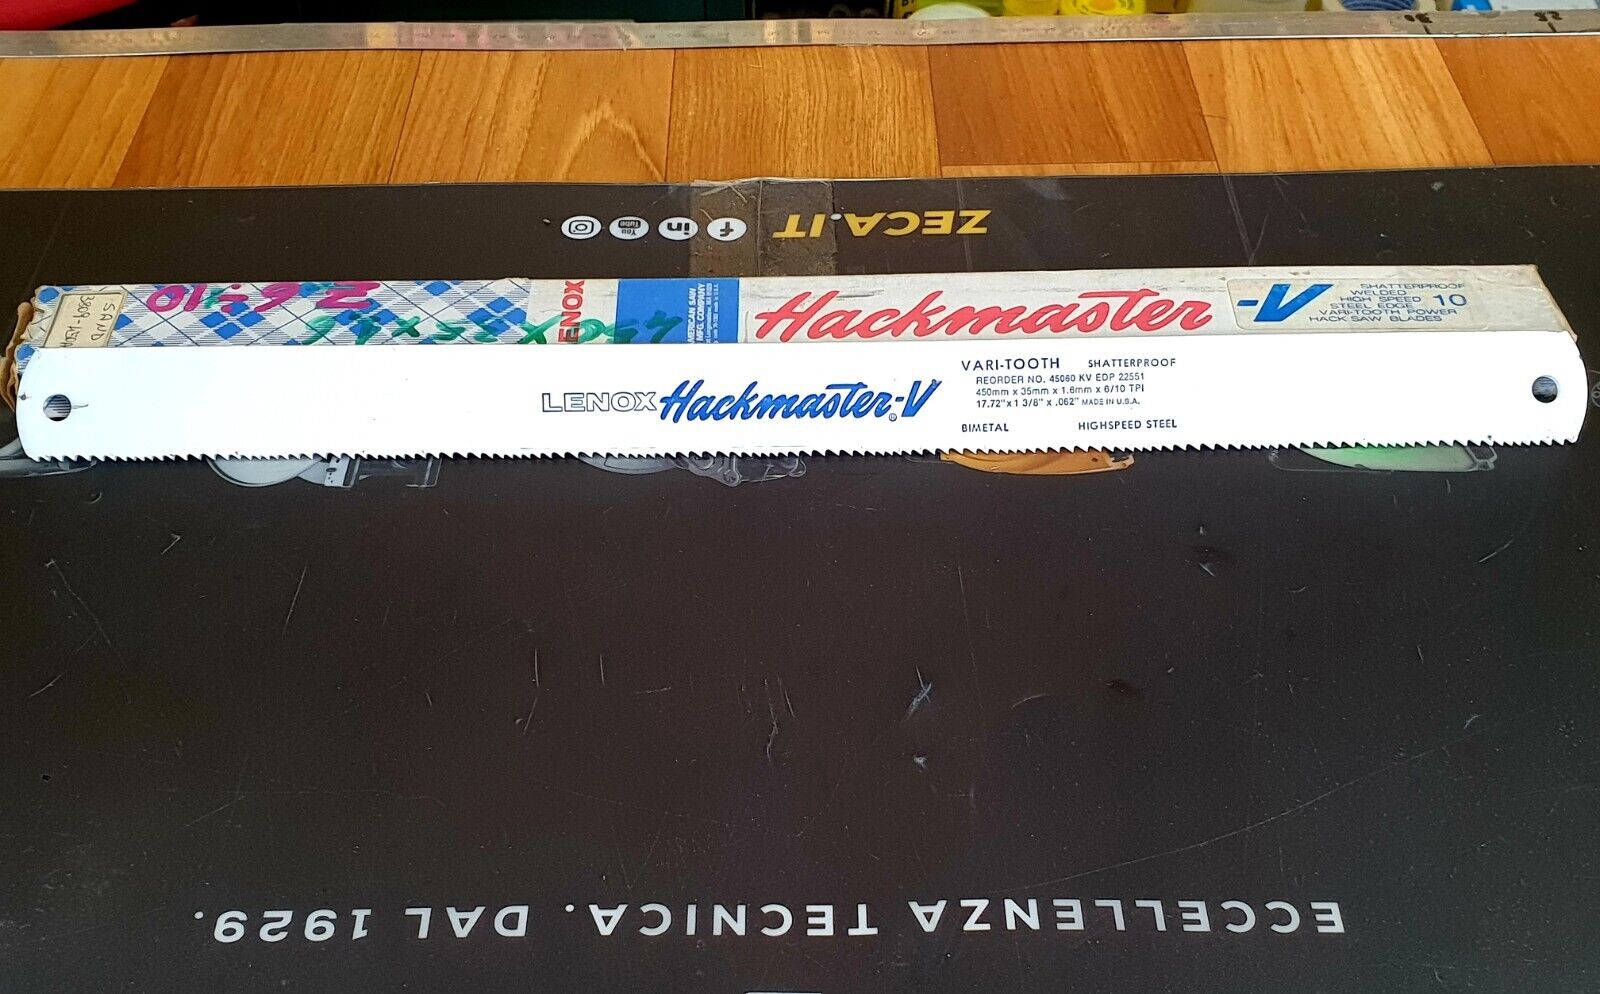 ZECA.IT
You
Tube
in
f
SAND
Z 6÷10
LENOX
AMERICAN SAW
MFG. COMPANY
Hackmaster
-V
SHATTERPROOF
WELDED
HIGH SPEED 10
STEEL EDGE
VARI-TOOTH POWER
HACK SAW BLADES
LENOX Hackmaster-V®
VARI-TOOTH SHATTERPROOF
REORDER NO. 45060 KV EDP 22551
450mm x 35mm x 1.6mm x 6/10 TPI
17.72" x 1 3/8" x .062" MADE IN U.S.A.
BIMETAL HIGHSPEED STEEL
ECCELLENZA TECNICA. DAL 1929.